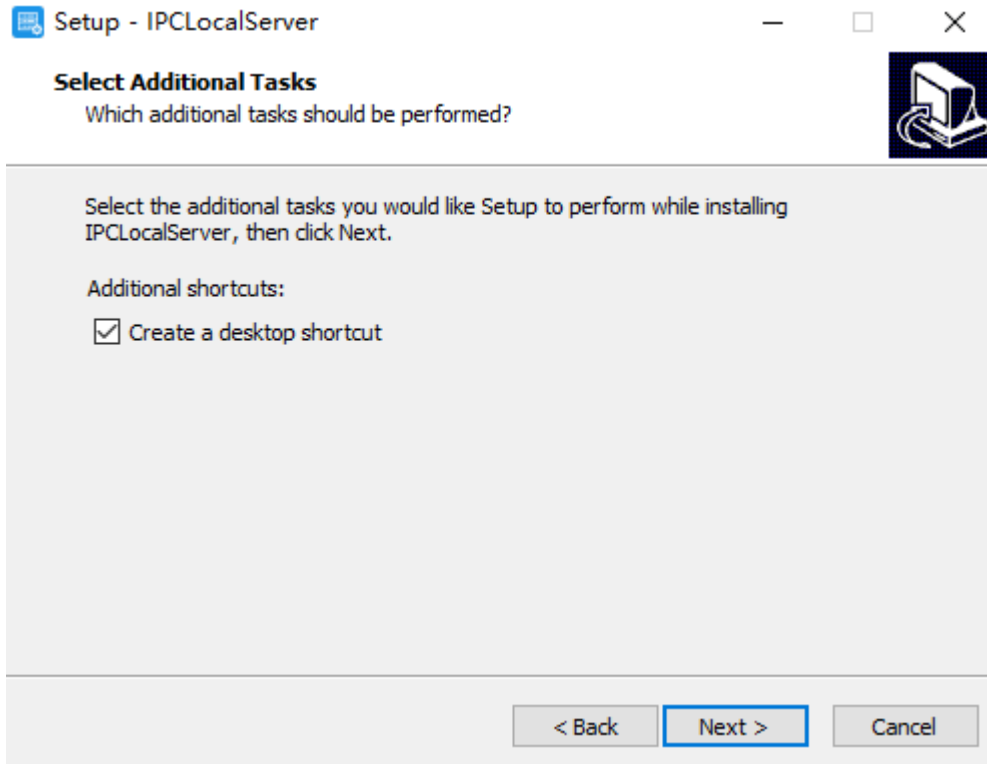 Setup - IPCLocalServer
Select Additional Tasks
Which additional tasks should be performed?
Select the additional tasks you would like Setup to perform while installing
IPCLocalServer, then click Next.
Additional shortcuts:
Create a desktop shortcut
< Back
Next >
Cancel